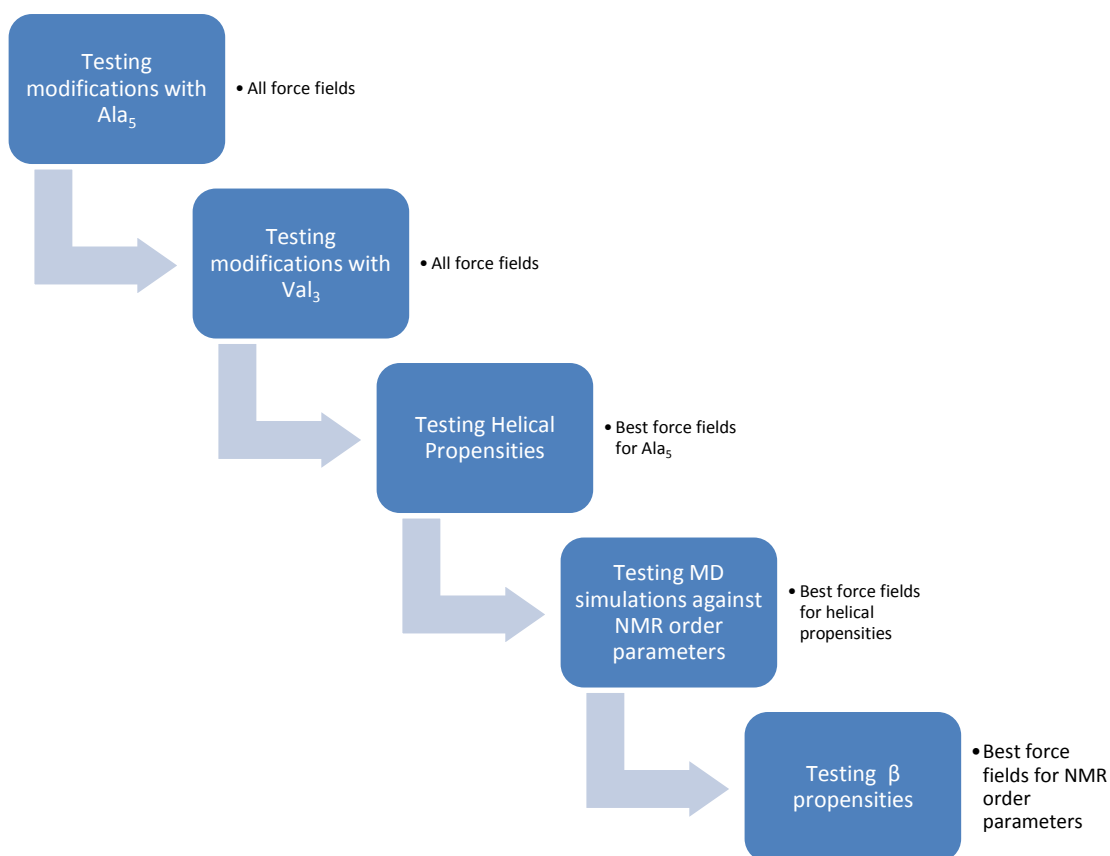 Testing
modifications with
Ala₅
• All force fields
Testing
modifications with
Val₃
• All force fields
Testing Helical
Propensities
• Best force fields
for Ala₅
Testing MD
simulations against
NMR order
parameters
• Best force fields
for helical
propensities
Testing β
propensities
• Best force
fields for NMR
order
parameters